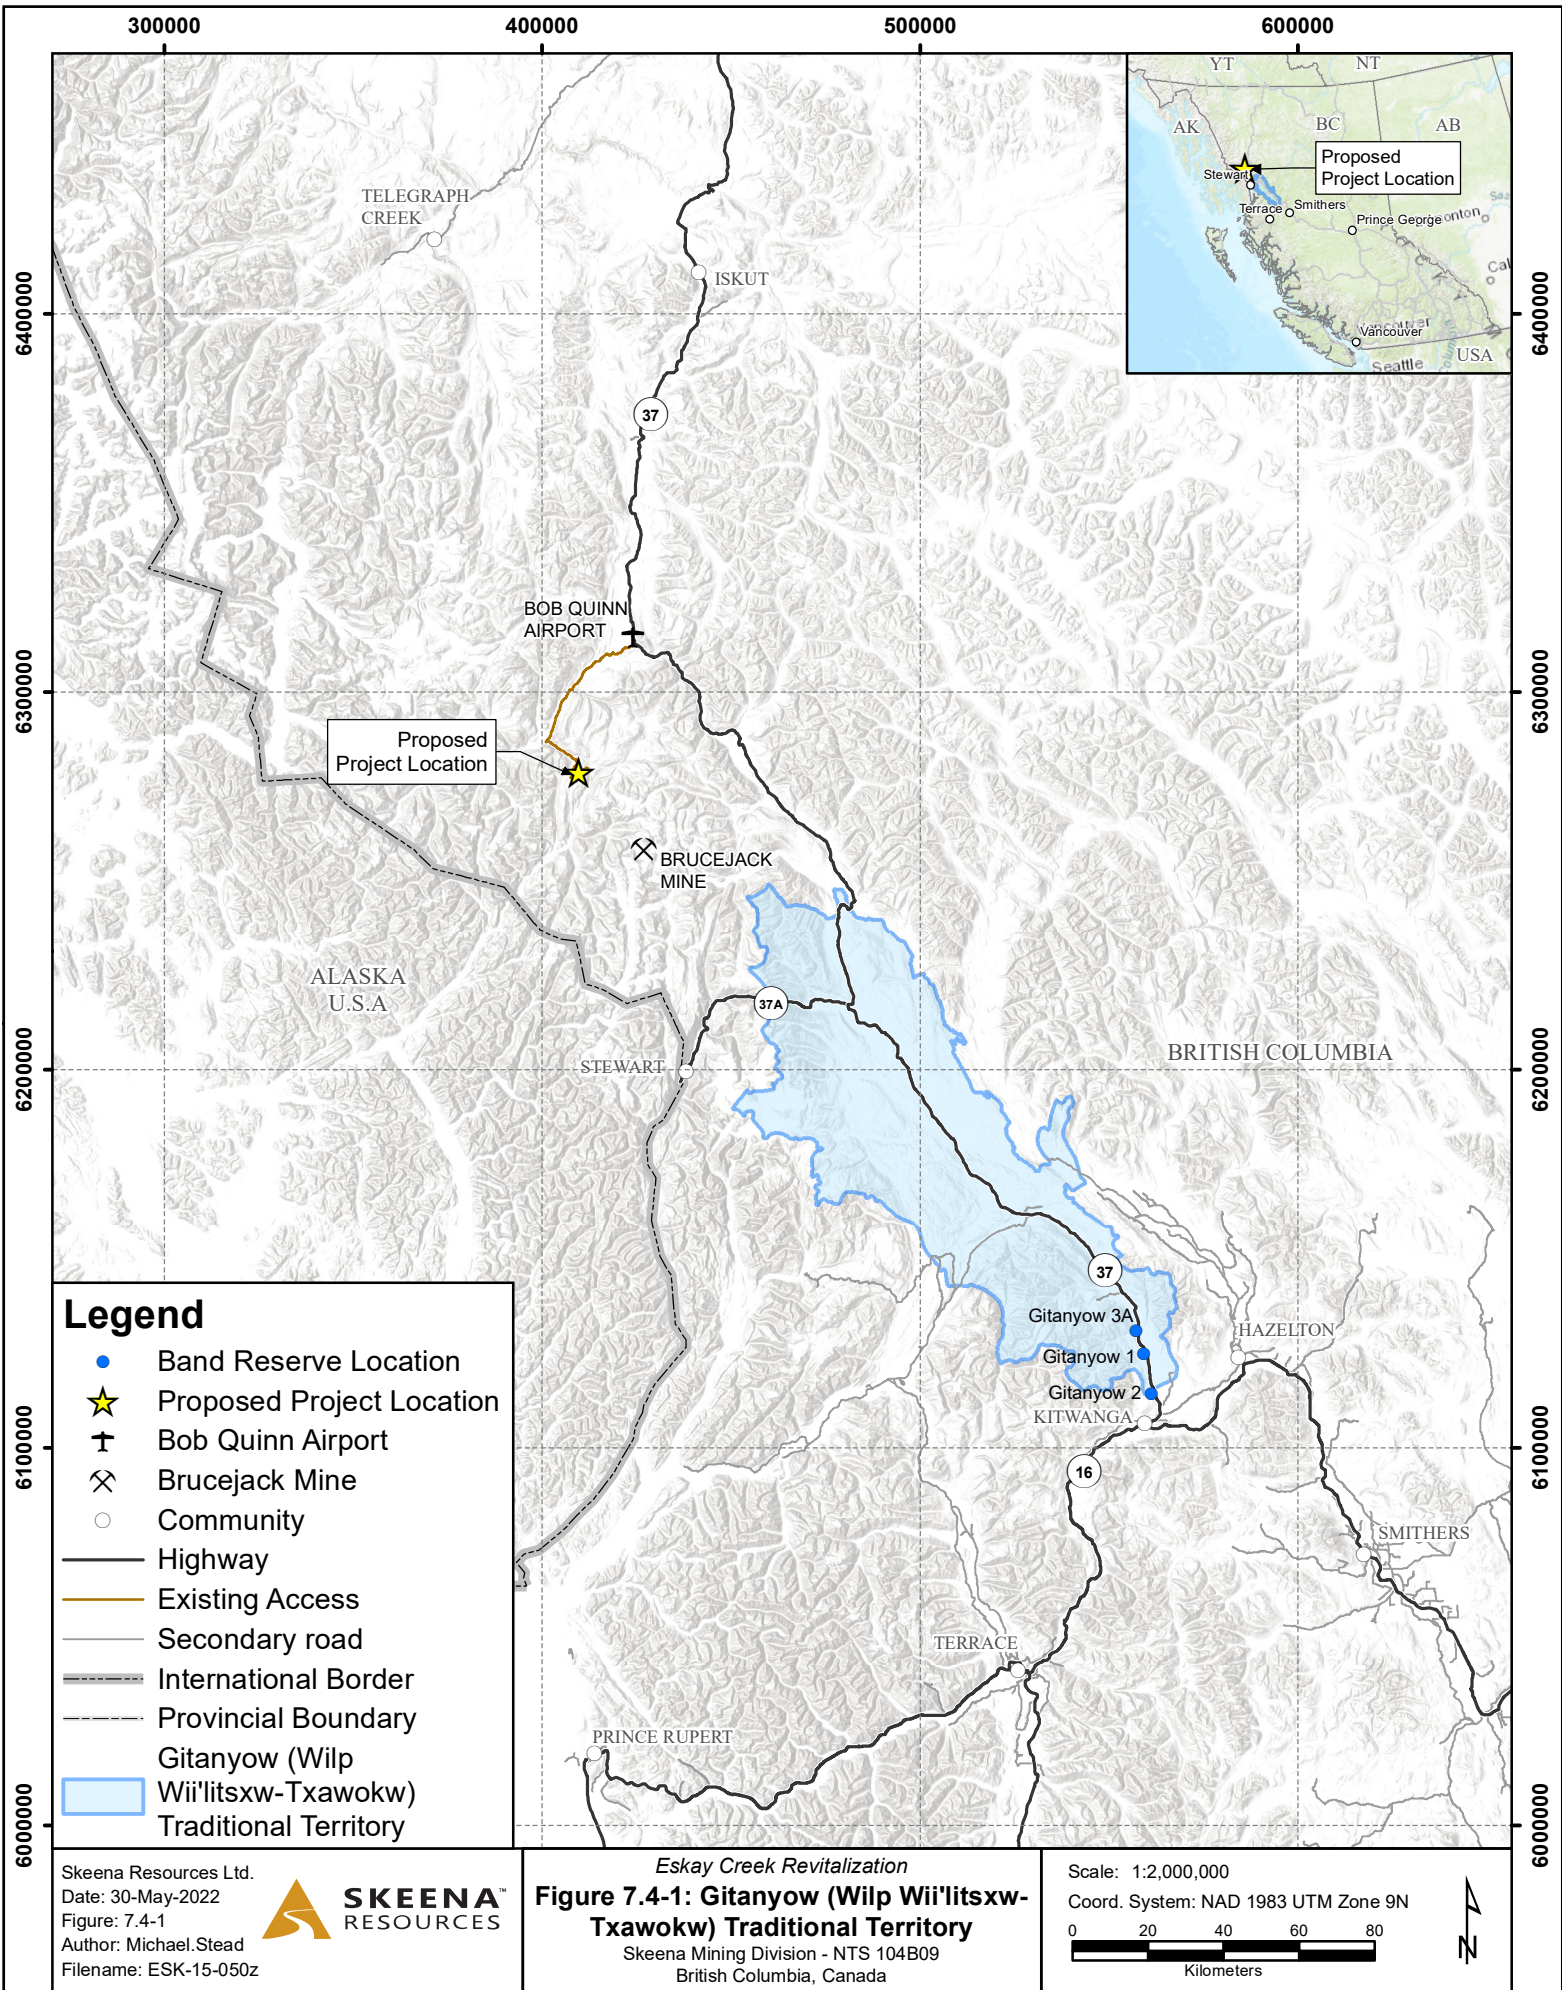 300000
400000
500000
600000
YT
NT
AK
BC
AB
Proposed
Project Location
Stewart
Terrace
Smithers
Prince George
Vancouver
Seattle
USA
TELEGRAPH
CREEK
ISKUT
6400000
6400000
37
BOB QUINN
AIRPORT
6300000
6300000
Proposed
Project Location
BRUCEJACK
MINE
ALASKA
U.S.A
37A
STEWART
BRITISH COLUMBIA
6200000
6200000
37
Gitanyow 3A
HAZELTON
Gitanyow 1
Gitanyow 2
KITWANGA
6100000
6100000
16
SMITHERS
TERRACE
PRINCE RUPERT
6000000
6000000
Legend
Band Reserve Location
Proposed Project Location
Bob Quinn Airport
Brucejack Mine
Community
Highway
Existing Access
Secondary road
International Border
Provincial Boundary
Gitanyow (Wilp
Wii'litsxw-Txawokw)
Traditional Territory
Skeena Resources Ltd.
Date: 30-May-2022
Figure: 7.4-1
Author: Michael.Stead
Filename: ESK-15-050z
SKEENA™
RESOURCES
Eskay Creek Revitalization
Figure 7.4-1: Gitanyow (Wilp Wii'litsxw-
Txawokw) Traditional Territory
Skeena Mining Division - NTS 104B09
British Columbia, Canada
Scale: 1:2,000,000
Coord. System: NAD 1983 UTM Zone 9N
0 20 40 60 80
Kilometers
N